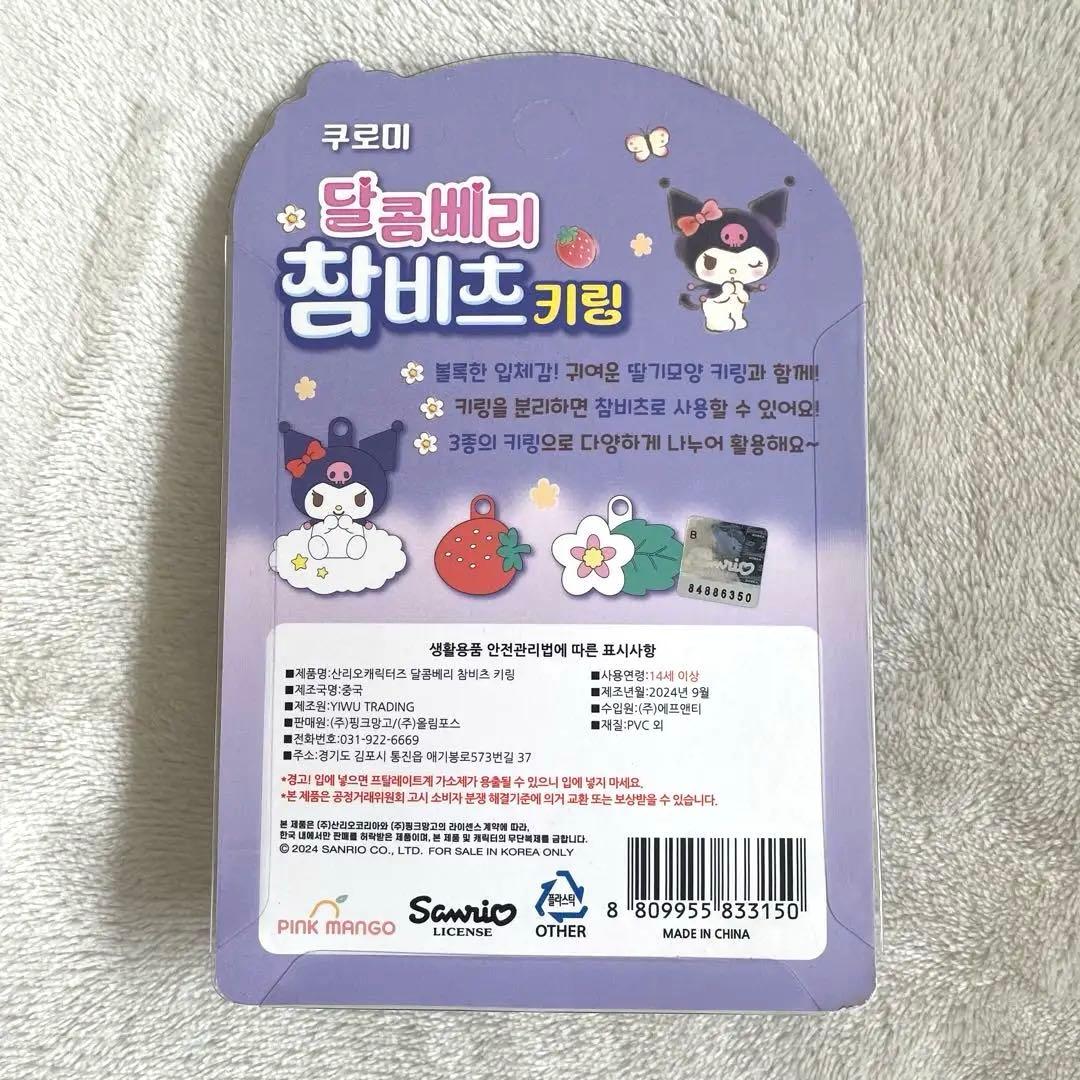 쿠로미
달콤베리
참비츠 키링
볼록한 입체감! 귀여운 딸기모양 키링과 함께!
키링을 분리하면 참비츠로 사용할 수 있어요!
3종의 키링으로 다양하게 나누어 활용해요~
B
Sanrio
84886350
생활용품 안전관리법에 따른 표시사항
■제품명:산리오캐릭터즈 달콤베리 참비츠 키링
■제조국명:중국
■제조원:YIWU TRADING
■판매원:(주)핑크망고/(주)올림포스
■전화번호:031-922-6669
■주소:경기도 김포시 통진읍 애기봉로573번길 37
■사용연령:14세 이상
■제조년월:2024년 9월
■수입원:(주)에프앤티
■재질:PVC 외
*경고! 입에 넣으면 프탈레이트계 가소제가 용출될 수 있으니 입에 넣지 마세요.
*본 제품은 공정거래위원회 고시 소비자 분쟁 해결기준에 의거 교환 또는 보상받을 수 있습니다.
본 제품은 (주)산리오코리아와 (주)핑크망고의 라이센스 계약에 따라,
한국 내에서만 판매를 허락받은 제품이며, 본 제품 및 캐릭터의 무단복제를 금합니다.
© 2024 SANRIO CO., LTD. FOR SALE IN KOREA ONLY
PINK MANGO
Sanrio
LICENSE
플라스틱
OTHER
8 809955 833150
MADE IN CHINA